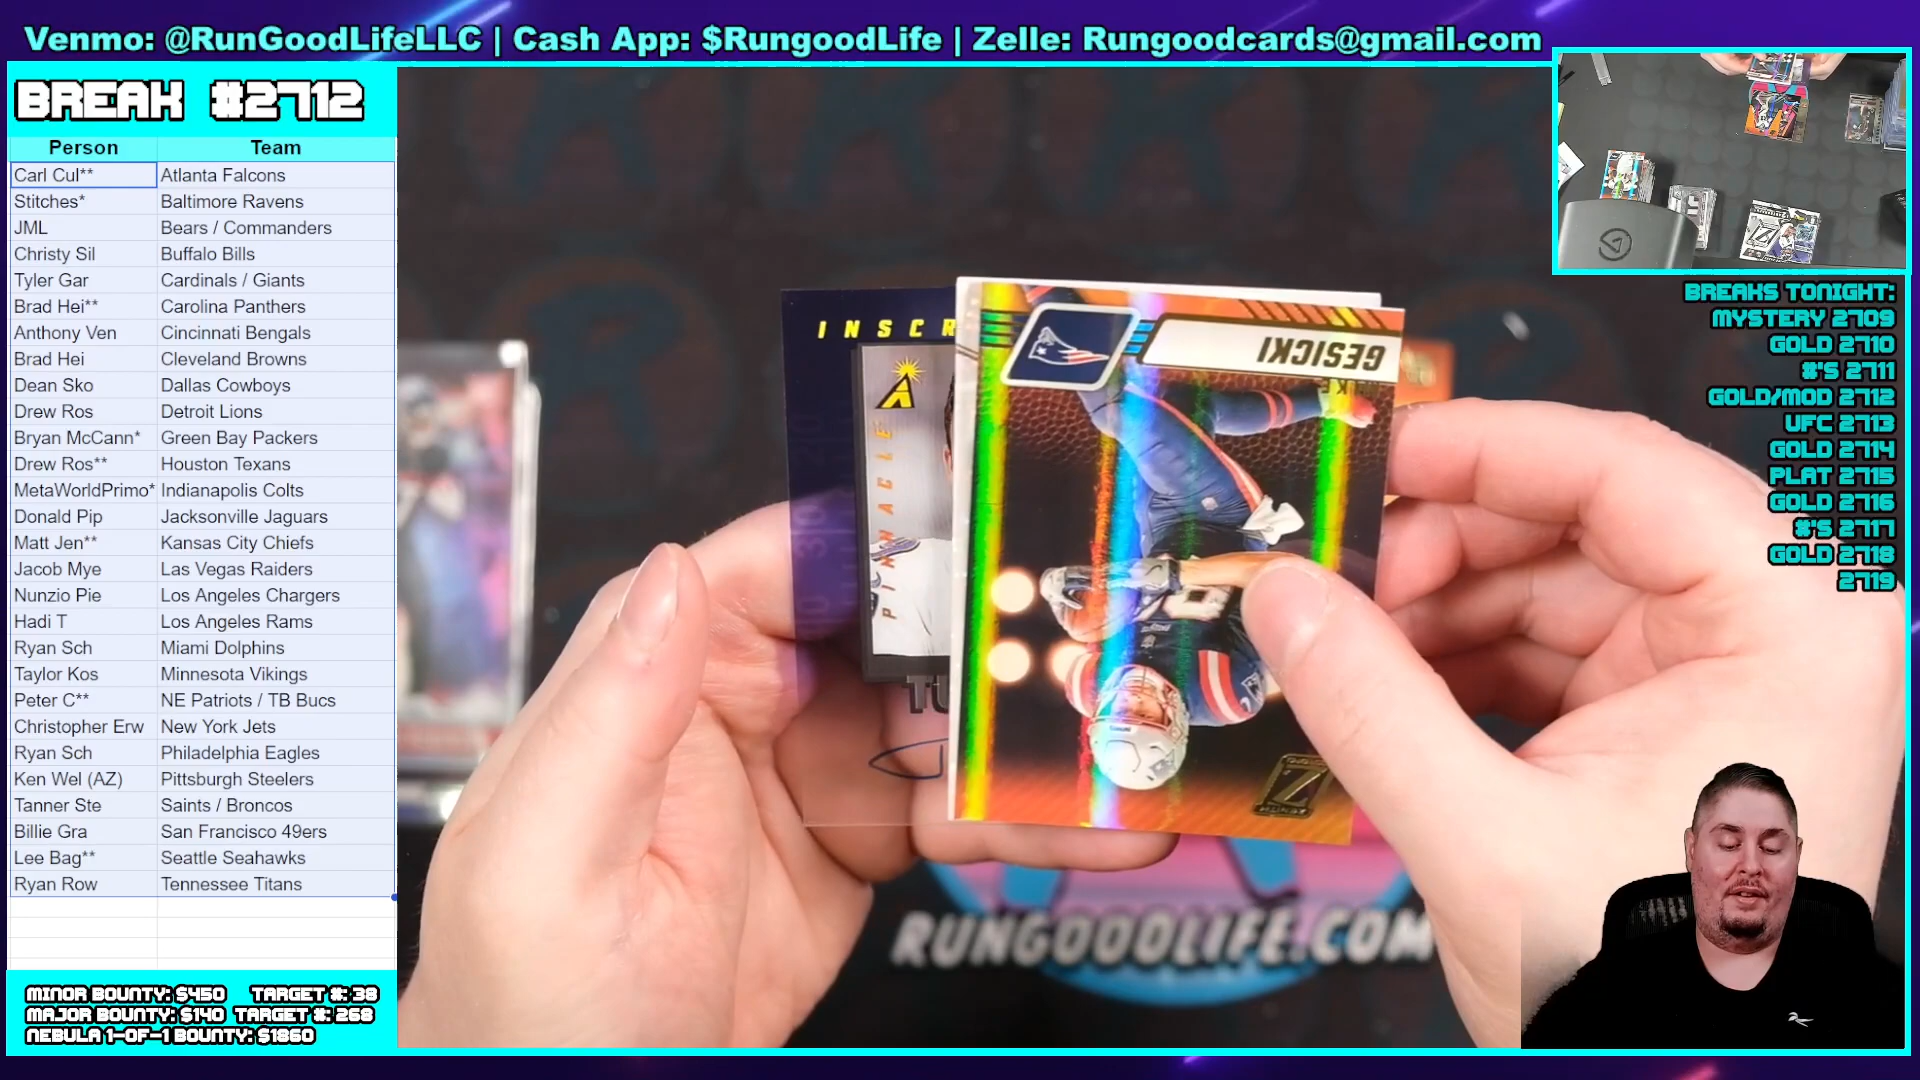 Venmo: @RunGoodLifeLLC | Cash App: $RungoodLife | Zelle: Rungoodcards@gmail.com
BREAK #2712
Person Team
Carl Cul** Atlanta Falcons
Stitches* Baltimore Ravens
JML Bears / Commanders
Christy Sil Buffalo Bills
Tyler Gar Cardinals / Giants
Brad Hei** Carolina Panthers
Anthony Ven Cincinnati Bengals
Brad Hei Cleveland Browns
Dean Sko Dallas Cowboys
Drew Ros Detroit Lions
Bryan McCann* Green Bay Packers
Drew Ros** Houston Texans
MetaWorldPrimo* Indianapolis Colts
Donald Pip Jacksonville Jaguars
Matt Jen** Kansas City Chiefs
Jacob Mye Las Vegas Raiders
Nunzio Pie Los Angeles Chargers
Hadi T Los Angeles Rams
Ryan Sch Miami Dolphins
Taylor Kos Minnesota Vikings
Peter C** NE Patriots / TB Bucs
Christopher Erw New York Jets
Ryan Sch Philadelphia Eagles
Ken Wel (AZ) Pittsburgh Steelers
Tanner Ste Saints / Broncos
Billie Gra San Francisco 49ers
Lee Bag** Seattle Seahawks
Ryan Row Tennessee Titans
MINOR BOUNTY: $450 TARGET #: 38
MAJOR BOUNTY: $140 TARGET #: 268
NEBULA 1-OF-1 BOUNTY: $1860
INSCR
PINNACLE
TU
GESICKI
Z
RUNGOODLIFE.COM
BREAKS TONIGHT:
MYSTERY 2709
GOLD 2710
#'S 2711
GOLD/MOD 2712
UFC 2713
GOLD 2714
PLAT 2715
GOLD 2716
#'S 2717
GOLD 2718
2719